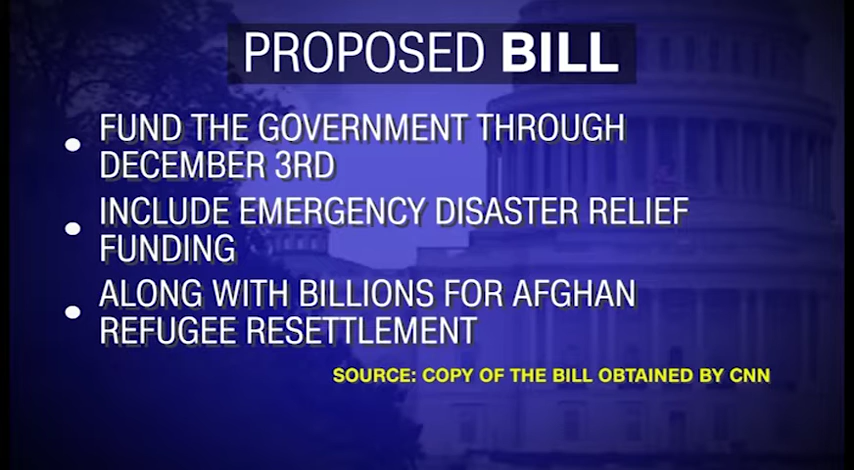 PROPOSED BILL
• FUND THE GOVERNMENT THROUGH
DECEMBER 3RD
• INCLUDE EMERGENCY DISASTER RELIEF
FUNDING
• ALONG WITH BILLIONS FOR AFGHAN
REFUGEE RESETTLEMENT
SOURCE: COPY OF THE BILL OBTAINED BY CNN